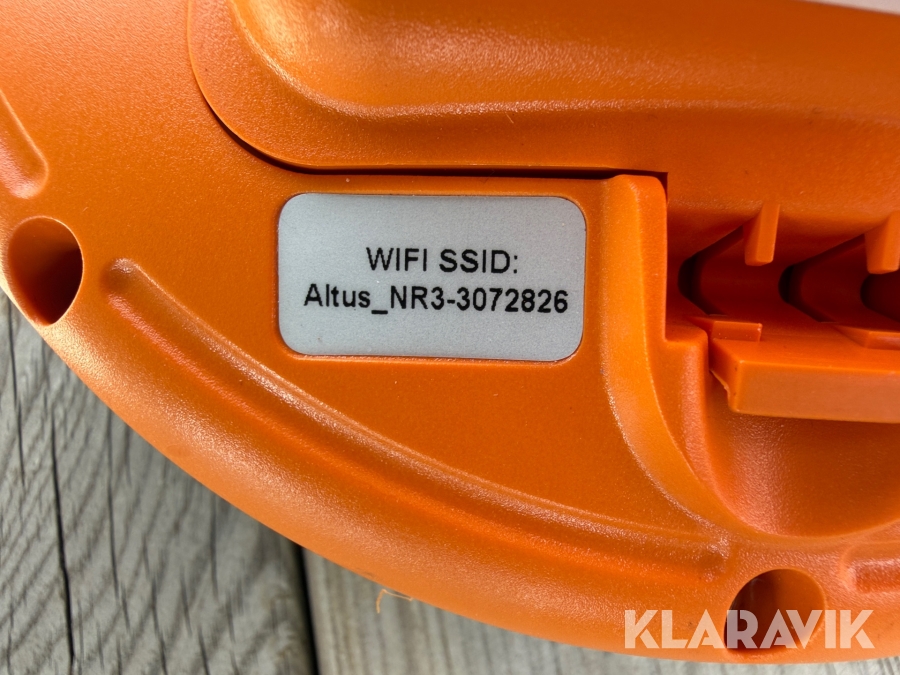 WIFI SSID:
Altus_NR3-3072826
KLARAVIK